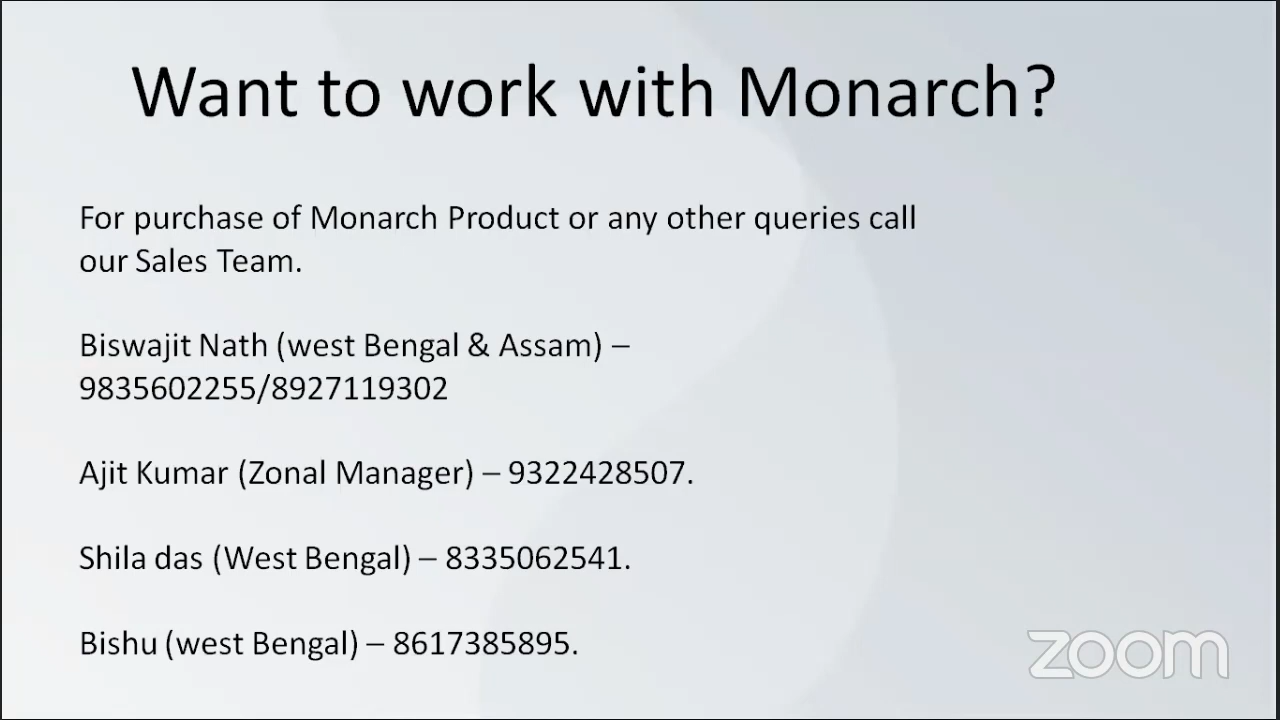 Want to work with Monarch?
For purchase of Monarch Product or any other queries call
our Sales Team.
Biswajit Nath (west Bengal & Assam) –
9835602255/8927119302
Ajit Kumar (Zonal Manager) – 9322428507.
Shila das (West Bengal) – 8335062541.
Bishu (west Bengal) – 8617385895.
zoom